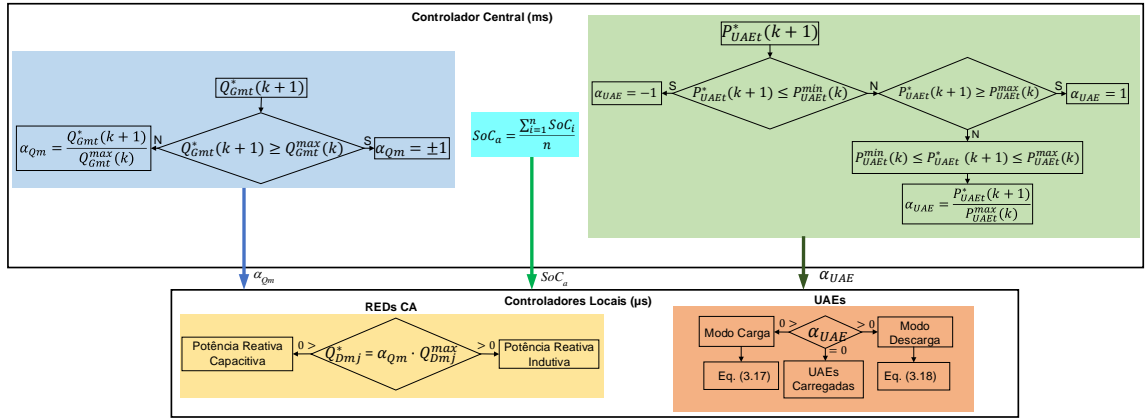 Controlador Central (ms)
Q*Gmt(k+1)
N
Q*Gmt(k+1) ≥ QmaxGmt(k)
S
αQm = Q*Gmt(k+1) / QmaxGmt(k)
αQm = ±1
SoCa = ∑ni=1 SoCi / n
P*UAEt(k+1)
αUAE = −1
S
P*UAEt(k+1) ≤ PminUAEt(k)
N
P*UAEt(k+1) ≥ PmaxUAEt(k)
S
αUAE = 1
N
PminUAEt(k) ≤ P*UAEt (k+1) ≤ PmaxUAEt(k)
αUAE = P*UAEt(k+1) / PmaxUAEt(k)
αQm
SoCa
αUAE
Controladores Locais (μs)
REDs CA
Potência Reativa
Capacitiva
0 >
Q*Dmj = αQm · QmaxDmj
> 0
Potência Reativa
Indutiva
UAEs
Modo Carga
0 >
αUAE
> 0
Modo
Descarga
= 0
Eq. (3.17)
UAEs
Carregadas
Eq. (3.18)